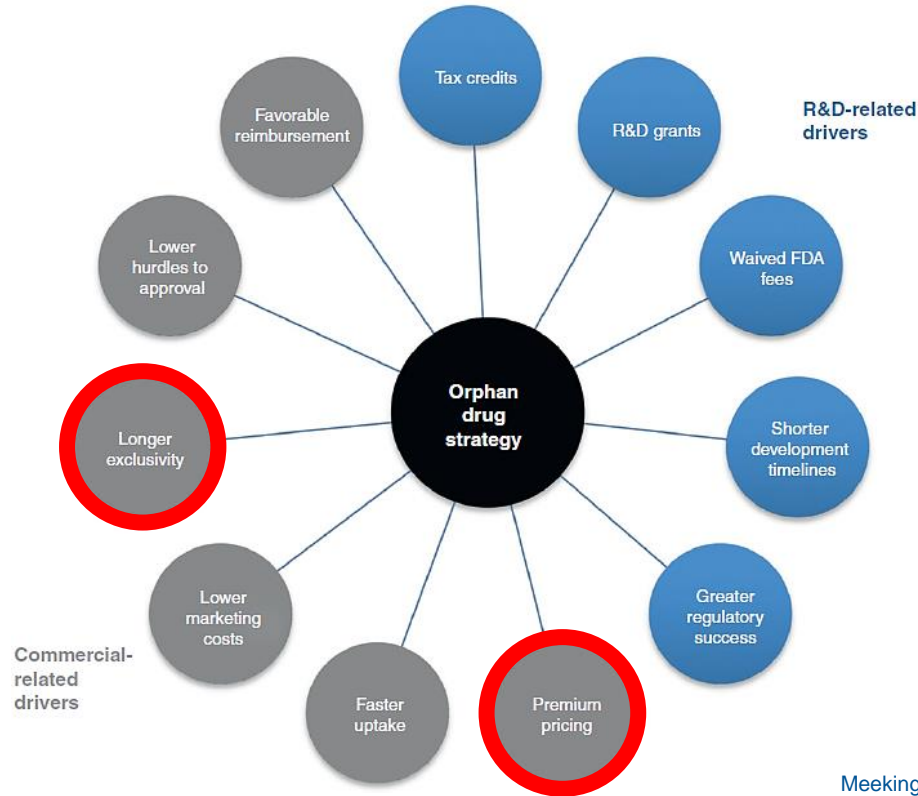 Tax credits
R&D grants
R&D-related
drivers
Waived FDA
fees
Shorter
development
timelines
Greater
regulatory
success
Premium
pricing
Faster
uptake
Lower
marketing
costs
Commercial-
related
drivers
Longer
exclusivity
Lower
hurdles to
approval
Favorable
reimbursement
Orphan
drug
strategy
Meeking